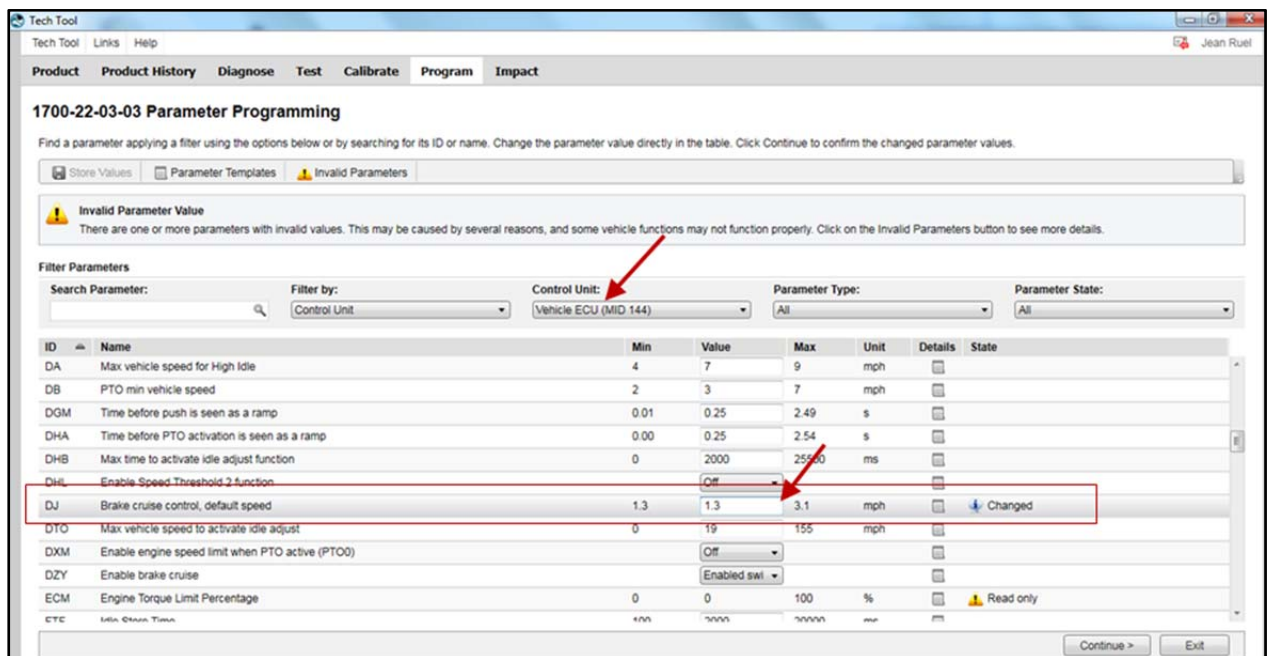 Tech Tool
Tech Tool Links Help Jean Ruel
Product Product History Diagnose Test Calibrate Program Impact
1700-22-03-03 Parameter Programming
Find a parameter applying a filter using the options below or by searching for its ID or name. Change the parameter value directly in the table. Click Continue to confirm the changed parameter values.
Store Values Parameter Templates Invalid Parameters
Invalid Parameter Value
There are one or more parameters with invalid values. This may be caused by several reasons, and some vehicle functions may not function properly. Click on the Invalid Parameters button to see more details.
Filter Parameters
Search Parameter: Filter by: Control Unit: Parameter Type: Parameter State:
Control Unit Vehicle ECU (MID 144) All All
ID Name Min Value Max Unit Details State
DA Max vehicle speed for High Idle 4 7 9 mph
DB PTO min vehicle speed 2 3 7 mph
DGM Time before push is seen as a ramp 0.01 0.25 2.49 s
DHA Time before PTO activation is seen as a ramp 0.00 0.25 2.54 s
DHB Max time to activate idle adjust function 0 2000 25500 ms
DHL Enable Speed Threshold 2 function Off
DJ Brake cruise control, default speed 1.3 1.3 3.1 mph Changed
DTO Max vehicle speed to activate idle adjust 0 19 155 mph
DXM Enable engine speed limit when PTO active (PTO0) Off
DZY Enable brake cruise Enabled swi
ECM Engine Torque Limit Percentage 0 0 100 % Read only
Idle Store Time 100 2000 20000 ms
Continue > Exit